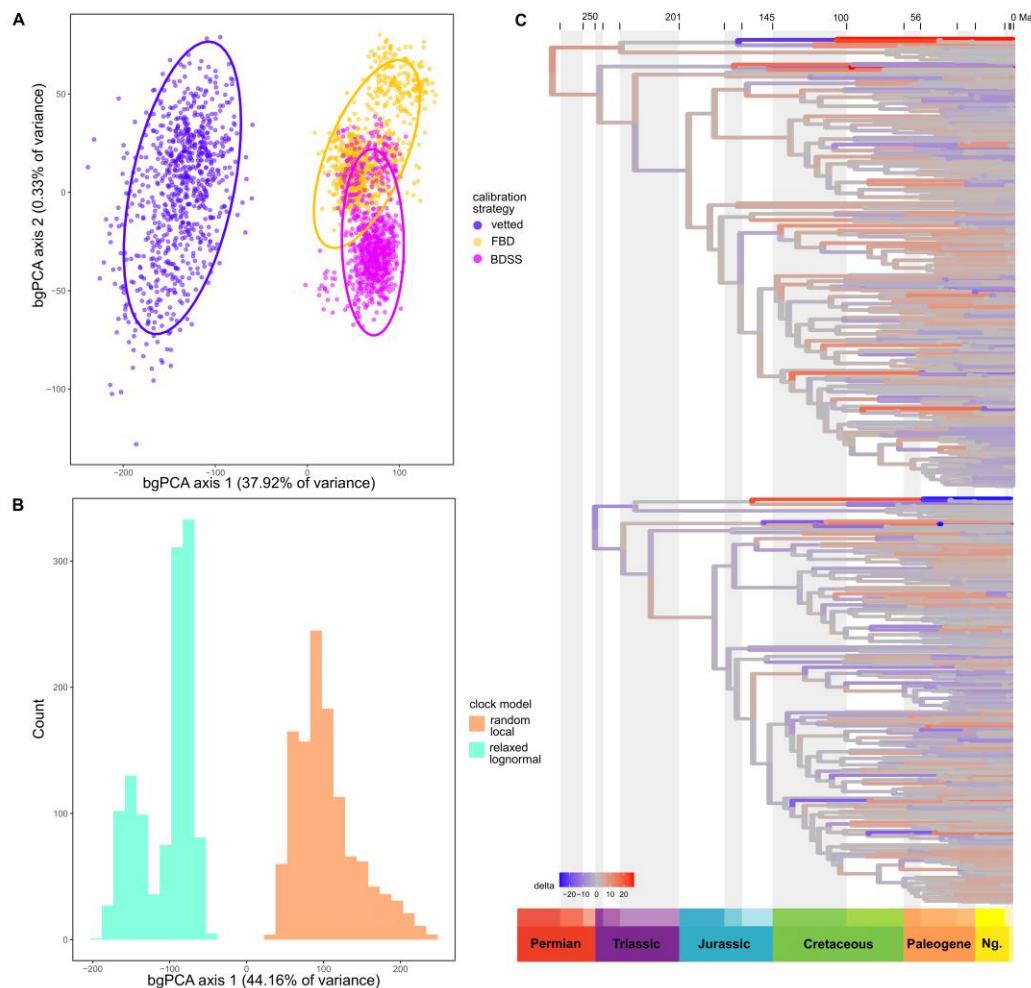 A
50
0
−50
−100
bgPCA axis 2 (0.33% of variance)
−200
−100
0
100
bgPCA axis 1 (37.92% of variance)
calibration
strategy
vetted
FBD
BDSS
B
300
200
100
0
Count
−200
−100
0
100
200
bgPCA axis 1 (44.16% of variance)
clock model
random
local
relaxed
lognormal
C
250
201
145
100
56
0 Ma
delta
−20
−10
0
10
20
Permian
Triassic
Jurassic
Cretaceous
Paleogene
Ng.